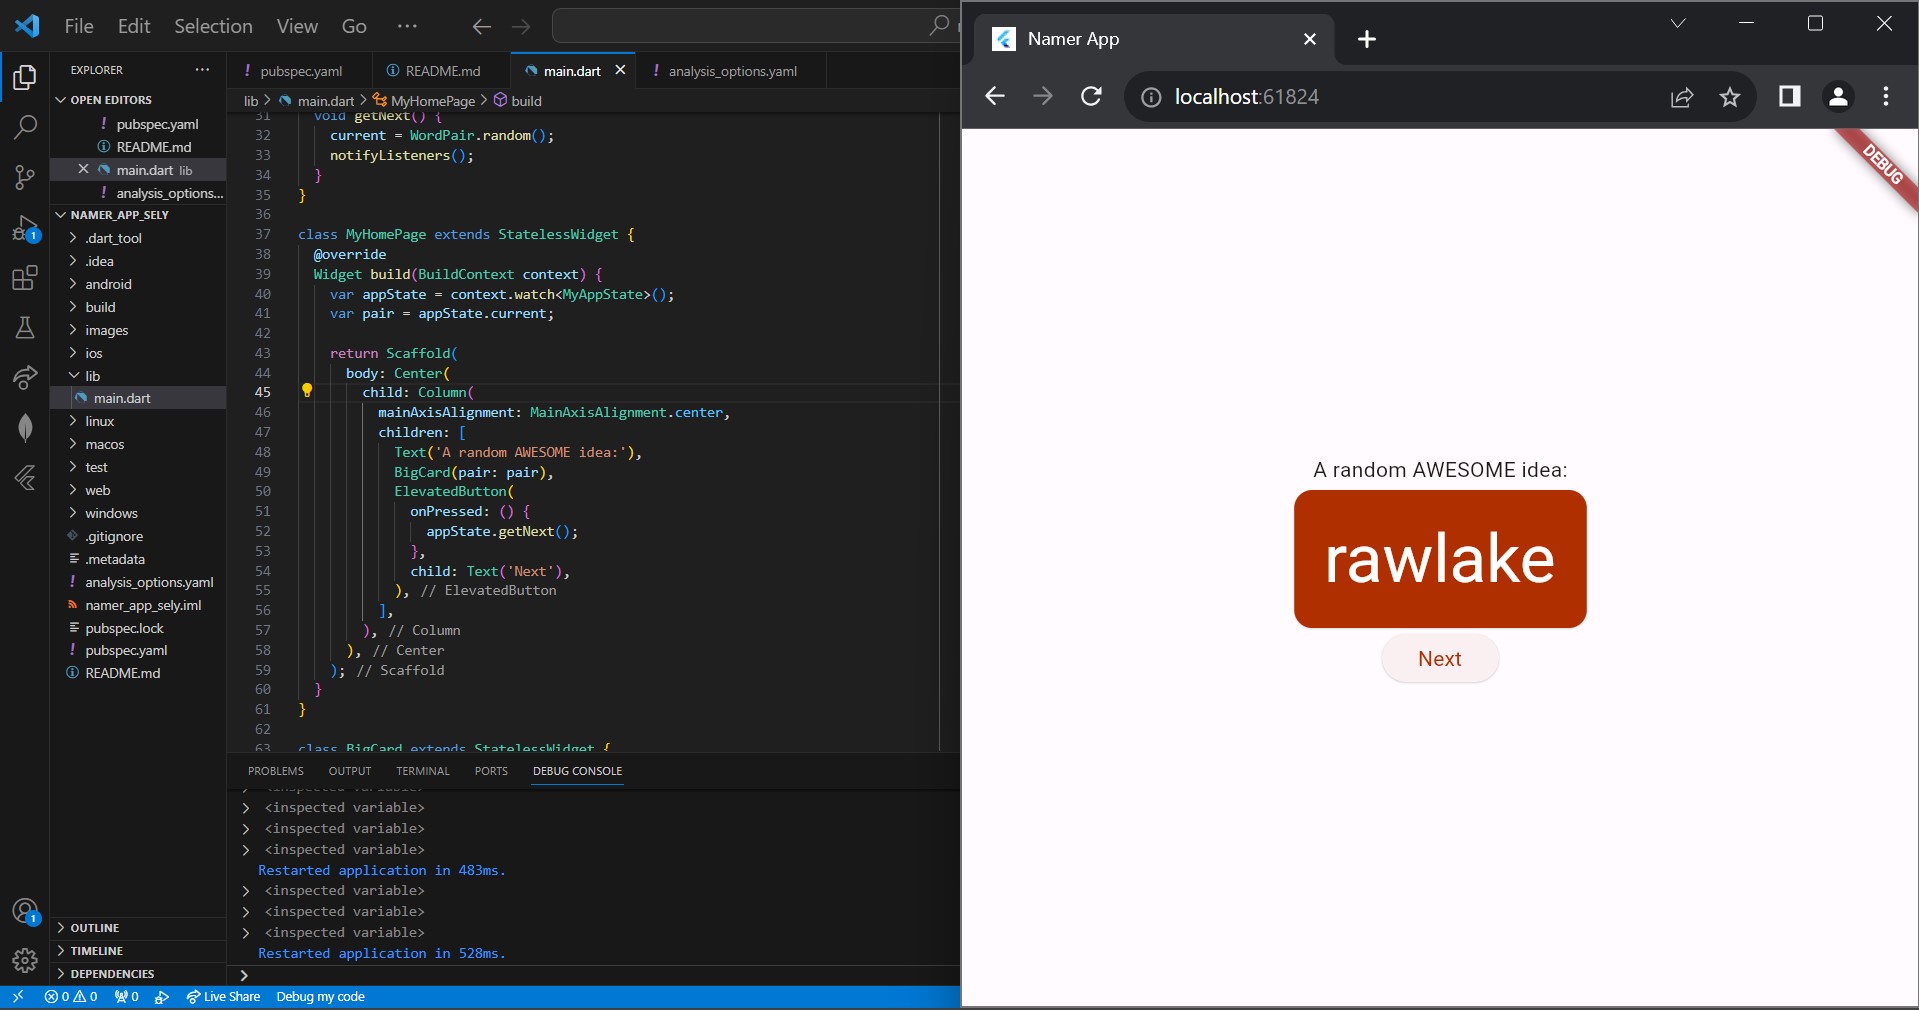 File Edit Selection View Go ···
EXPLORER ···
OPEN EDITORS
! pubspec.yaml
README.md
main.dart lib
! analysis_options...
NAMER_APP_SELY
.dart_tool
.idea
android
build
images
ios
lib
main.dart
linux
macos
test
web
windows
.gitignore
.metadata
! analysis_options.yaml
namer_app_sely.iml
pubspec.lock
! pubspec.yaml
README.md
OUTLINE
TIMELINE
DEPENDENCIES
! pubspec.yaml README.md main.dart ! analysis_options.yaml
lib > main.dart > MyHomePage > build
31 void getNext() {
32 current = WordPair.random();
33 notifyListeners();
34 }
35 }
36
37 class MyHomePage extends StatelessWidget {
38 @override
39 Widget build(BuildContext context) {
40 var appState = context.watch<MyAppState>();
41 var pair = appState.current;
42
43 return Scaffold(
44 body: Center(
45 child: Column(
46 mainAxisAlignment: MainAxisAlignment.center,
47 children: [
48 Text('A random AWESOME idea:'),
49 BigCard(pair: pair),
50 ElevatedButton(
51 onPressed: () {
52 appState.getNext();
53 },
54 child: Text('Next'),
55 ), // ElevatedButton
56 ],
57 ), // Column
58 ), // Center
59 ); // Scaffold
60 }
61 }
62
63 class BigCard extends StatelessWidget {
PROBLEMS OUTPUT TERMINAL PORTS DEBUG CONSOLE
<inspected variable>
<inspected variable>
<inspected variable>
<inspected variable>
Restarted application in 483ms.
<inspected variable>
<inspected variable>
<inspected variable>
Restarted application in 528ms.
>
1
1
0 0 0 Live Share Debug my code
Namer App
localhost:61824
DEBUG
A random AWESOME idea:
rawlake
Next